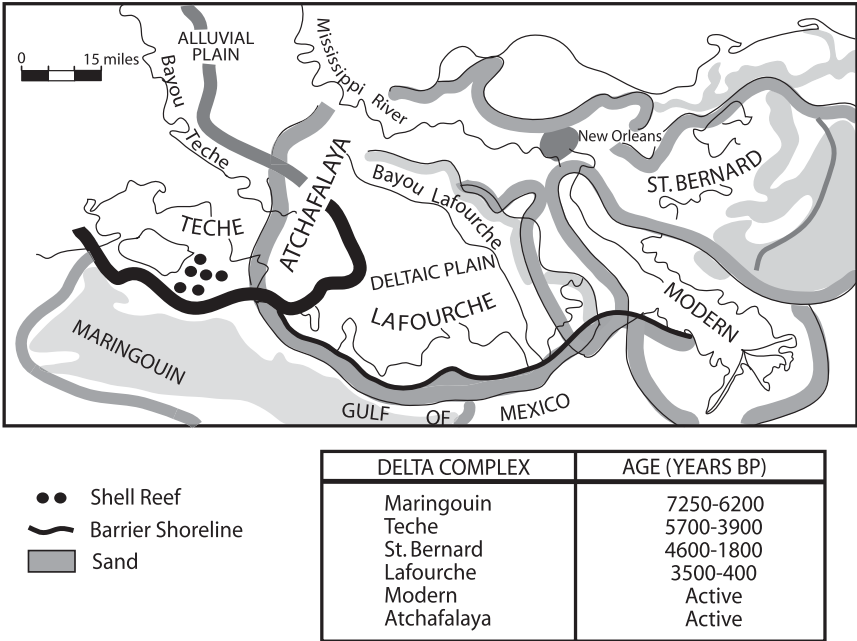 ALLUVIAL
PLAIN
0 15 miles
Bayou Teche
Mississippi River
New Orleans
ST. BERNARD
ATCHAFALAYA
Bayou Lafourche
TECHE
DELTAIC PLAIN
LAFOURCHE
MODERN
MARINGOUIN
GULF OF MEXICO
Shell Reef
Barrier Shoreline
Sand
DELTA COMPLEX AGE (YEARS BP)
Maringouin 7250-6200
Teche 5700-3900
St. Bernard 4600-1800
Lafourche 3500-400
Modern Active
Atchafalaya Active